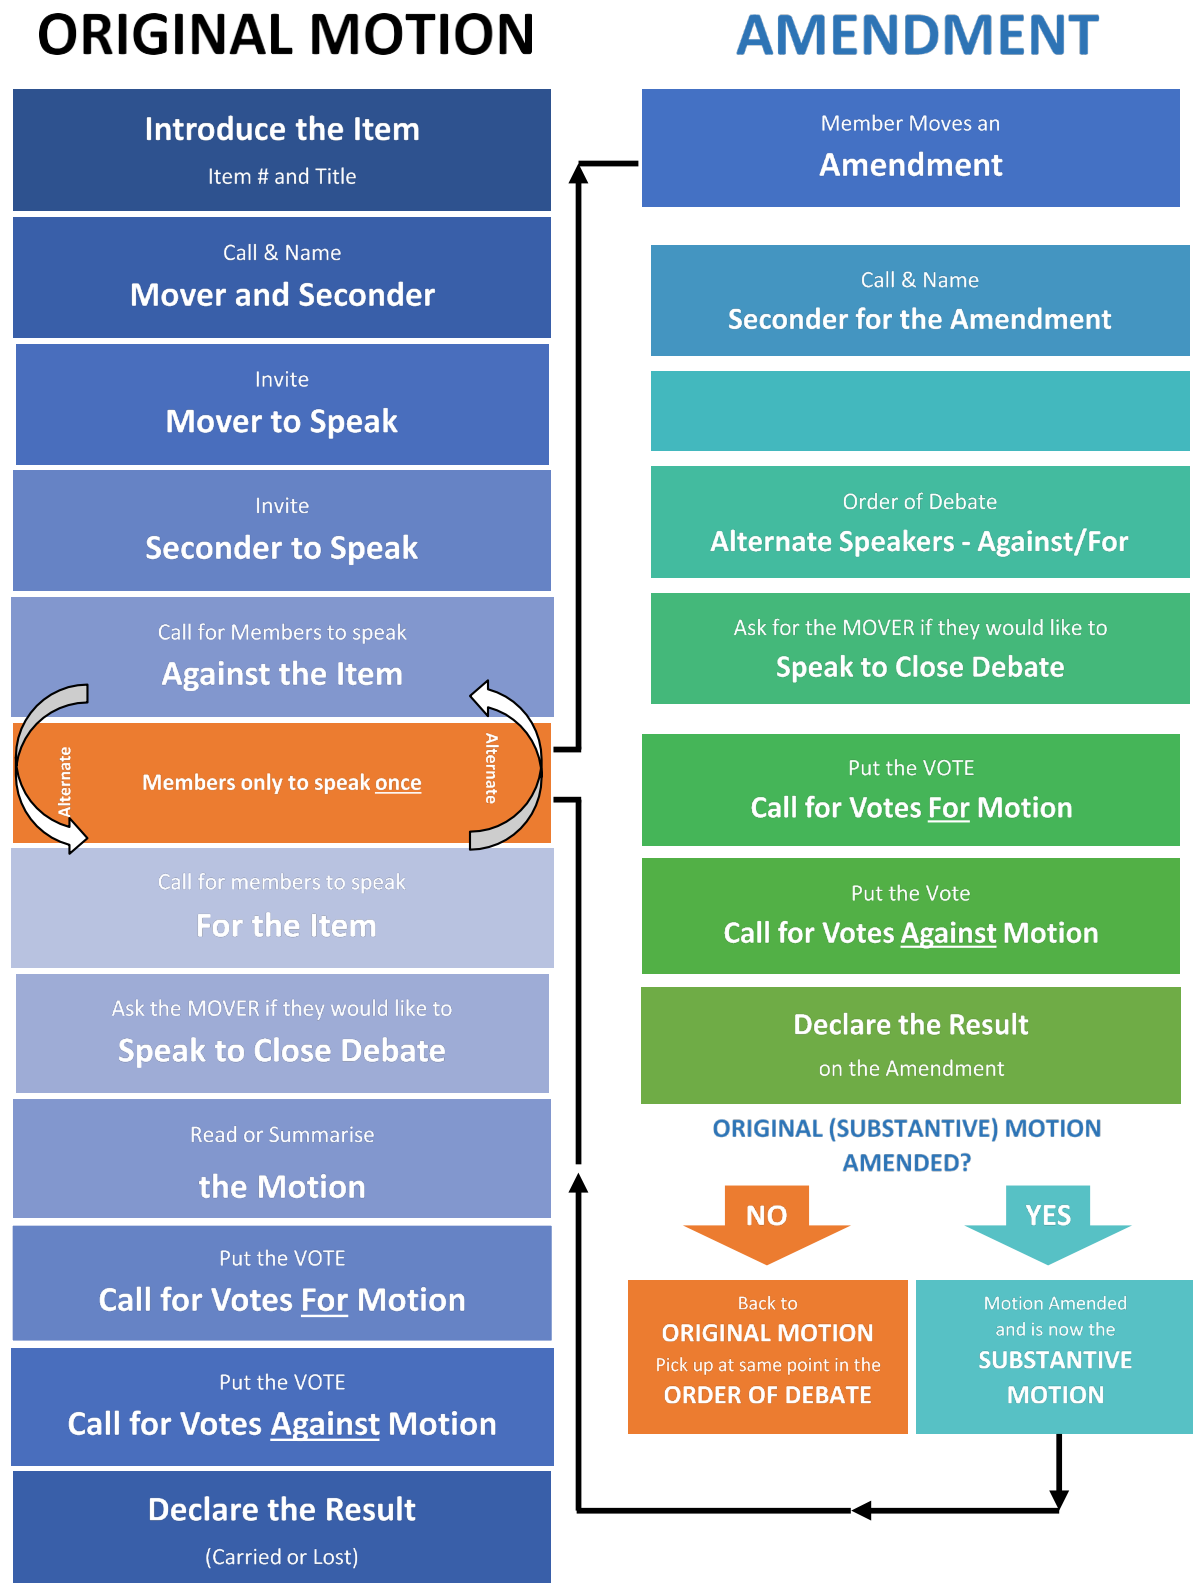 ORIGINAL MOTION
Introduce the Item
Item # and Title
Call & Name
Mover and Seconder
Invite
Mover to Speak
Invite
Seconder to Speak
Call for Members to speak
Against the Item
Alternate
Members only to speak once
Alternate
Call for members to speak
For the Item
Ask the MOVER if they would like to
Speak to Close Debate
Read or Summarise
the Motion
Put the VOTE
Call for Votes For Motion
Put the VOTE
Call for Votes Against Motion
Declare the Result
(Carried or Lost)
AMENDMENT
Member Moves an
Amendment
Call & Name
Seconder for the Amendment
Order of Debate
Alternate Speakers - Against/For
Ask for the MOVER if they would like to
Speak to Close Debate
Put the VOTE
Call for Votes For Motion
Put the Vote
Call for Votes Against Motion
Declare the Result
on the Amendment
ORIGINAL (SUBSTANTIVE) MOTION
AMENDED?
NO
Back to
ORIGINAL MOTION
Pick up at same point in the
ORDER OF DEBATE
YES
Motion Amended
and is now the
SUBSTANTIVE
MOTION